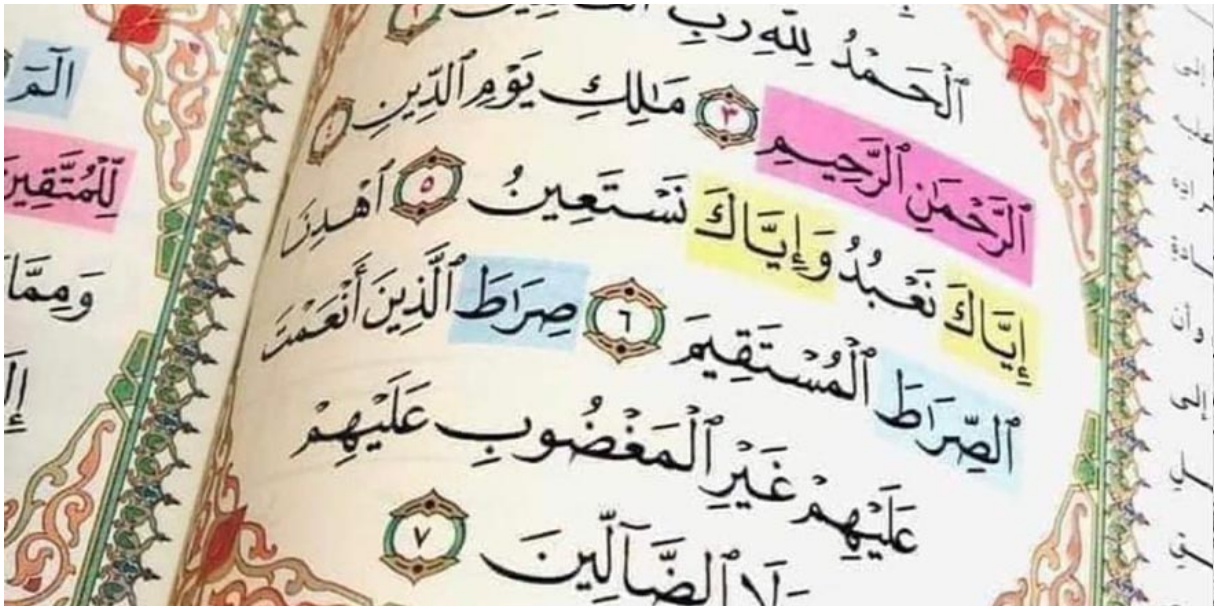 ٱلْحَمْدُ لِلَّهِ رَبِّ
ٱلرَّحْمَٰنِ ٱلرَّحِيمِ ٣ مَٰلِكِ يَوْمِ ٱلدِّينِ ٤
إِيَّاكَ نَعْبُدُ وَإِيَّاكَ نَسْتَعِينُ ٥ ٱهْدِنَا
ٱلصِّرَٰطَ ٱلْمُسْتَقِيمَ ٦ صِرَٰطَ ٱلَّذِينَ أَنْعَمْتَ
عَلَيْهِمْ غَيْرِ ٱلْمَغْضُوبِ عَلَيْهِمْ
وَلَا ٱلضَّآلِّينَ ٧
الٓمٓ
لِّلْمُتَّقِينَ
وَمِمَّا